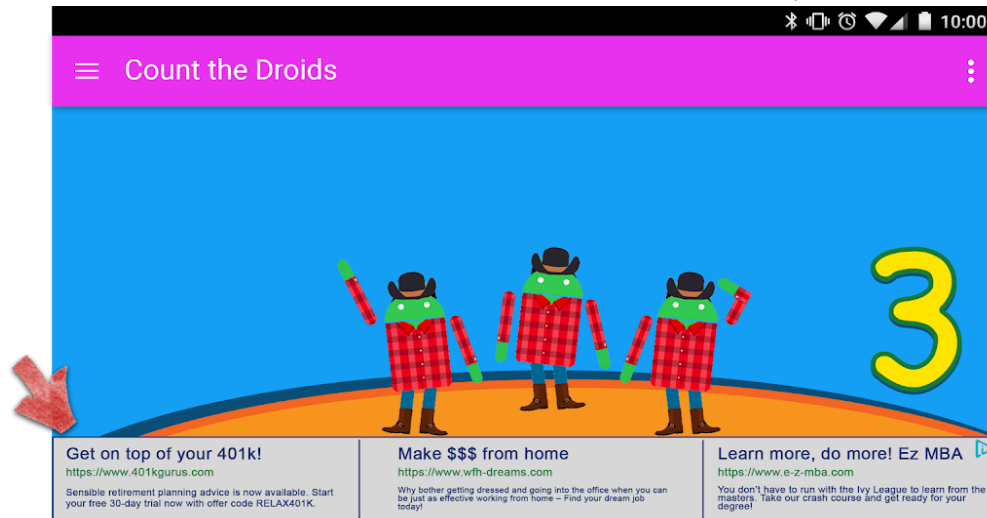 10:00
Count the Droids
3
Get on top of your 401k!
https://www.401kgurus.com
Sensible retirement planning advice is now available. Start
your free 30-day trial now with offer code RELAX401K.
Make $$$ from home
https://www.wfh-dreams.com
Why bother getting dressed and going into the office when you can
be just as effective working from home – Find your dream job
today!
Learn more, do more! Ez MBA
https://www.e-z-mba.com
You don't have to run with the Ivy League to learn from the
masters. Take our crash course and get ready for your
degree!